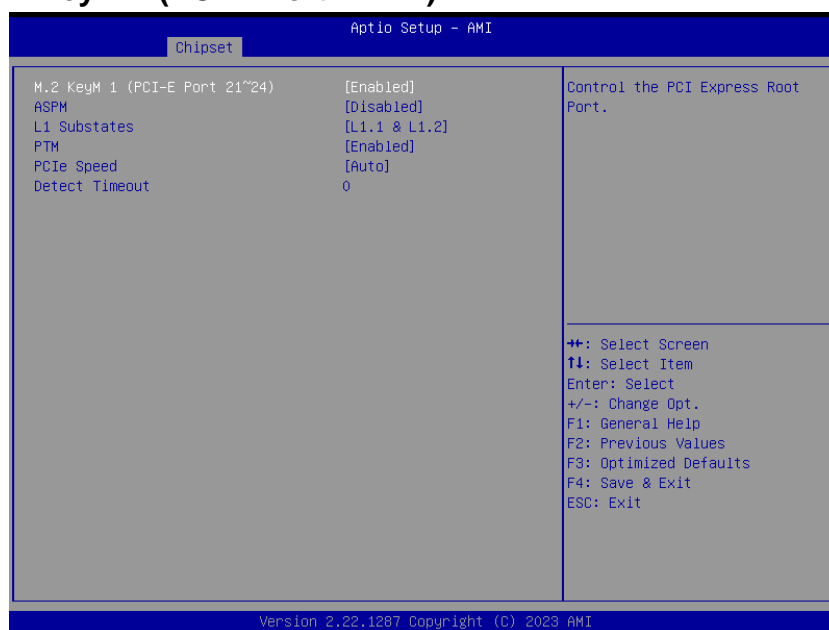 Aptio Setup - AMI
Chipset
M.2 KeyM 1 (PCI-E Port 21~24) [Enabled]
ASPM [Disabled]
L1 Substates [L1.1 & L1.2]
PTM [Enabled]
PCIe Speed [Auto]
Detect Timeout 0
Control the PCI Express Root
Port.
→←: Select Screen
↑↓: Select Item
Enter: Select
+/-: Change Opt.
F1: General Help
F2: Previous Values
F3: Optimized Defaults
F4: Save & Exit
ESC: Exit
Version 2.22.1287 Copyright (C) 2023 AMI